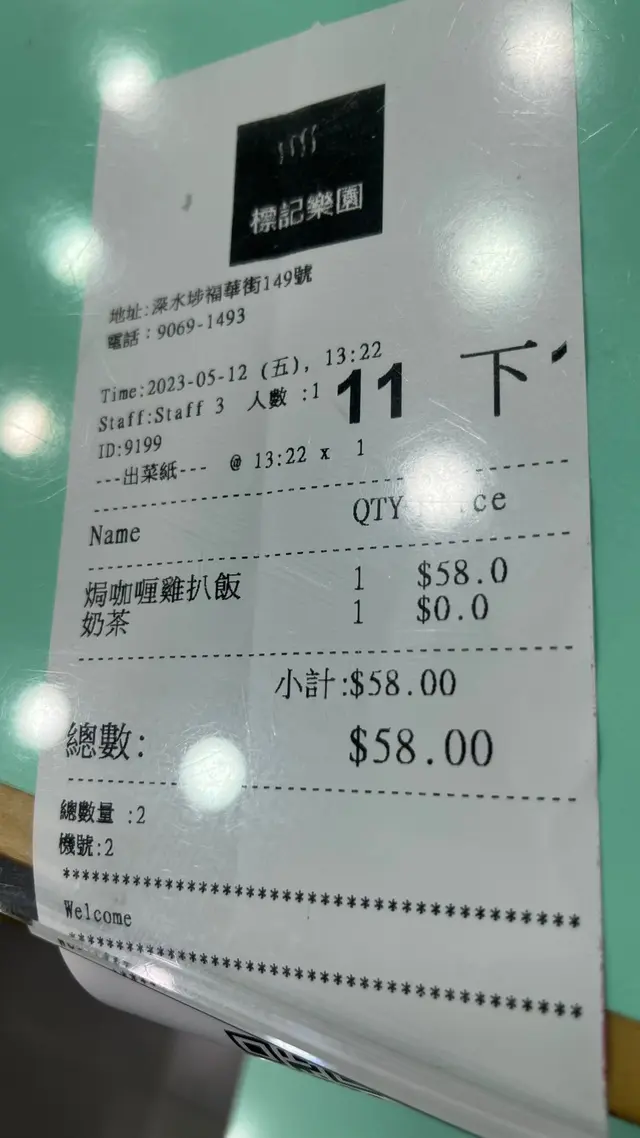 標記樂園
地址:深水埗福華街149號
電話：9069-1493
Time:2023-05-12 (五), 13:22
Staff:Staff 3 人數 :1 11 下
ID:9199
---出菜紙--- @ 13:22 x 1
Name QTY
焗咖喱雞扒飯 1 $58.0
奶茶 1 $0.0
小計:$58.00
總數: $58.00
總數量 :2
機號:2
****************************************
Welcome
****************************************